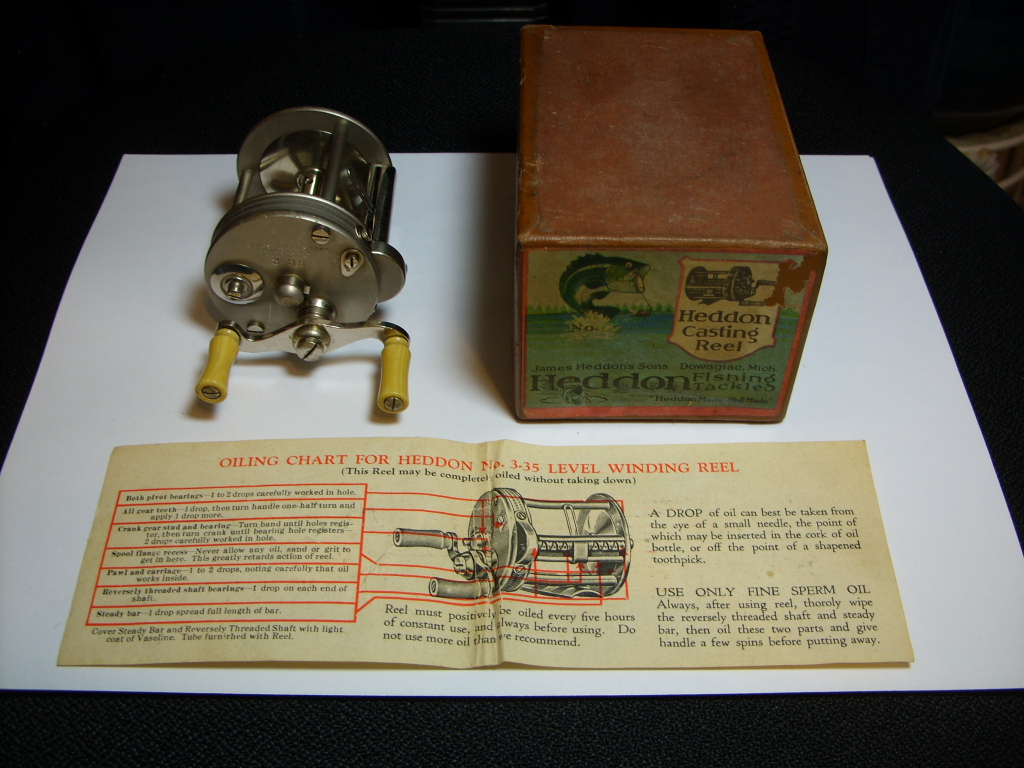 No.
Heddon
Casting
Reel
James Heddon's Sons Dowagiac, Mich.
Heddon Fishing Tackle
"Heddon Made Well Made"
OILING CHART FOR HEDDON No. 3-35 LEVEL WINDING REEL
(This Reel may be completely oiled without taking down)
Both pivot bearings—1 to 2 drops carefully worked in hole.
All gear teeth—1 drop, then turn handle one-half turn and
apply 1 drop more.
Crank gear stud and bearing—Turn band until holes regis-
ter, then turn crank until bearing hole registers—
2 drops carefully worked in hole.
Spool flange recess—Never allow any oil, sand or grit to
get in here. This greatly retards action of reel.
Pawl and carriage—1 to 2 drops, noting carefully that oil
works inside.
Reversely threaded shaft bearings—1 drop on each end of
shaft.
Steady bar—1 drop spread full length of bar.
Cover Steady Bar and Reversely Threaded Shaft with light
coat of Vaseline. Tube furnished with Reel.
Reel must positively be oiled every five hours
of constant use, and always before using. Do
not use more oil than we recommend.
A DROP of oil can best be taken from
the eye of a small needle, the point of
which may be inserted in the cork of oil
bottle, or off the point of a shapened
toothpick.
USE ONLY FINE SPERM OIL
Always, after using reel, thoroly wipe
the reversely threaded shaft and steady
bar, then oil these two parts and give
handle a few spins before putting away.